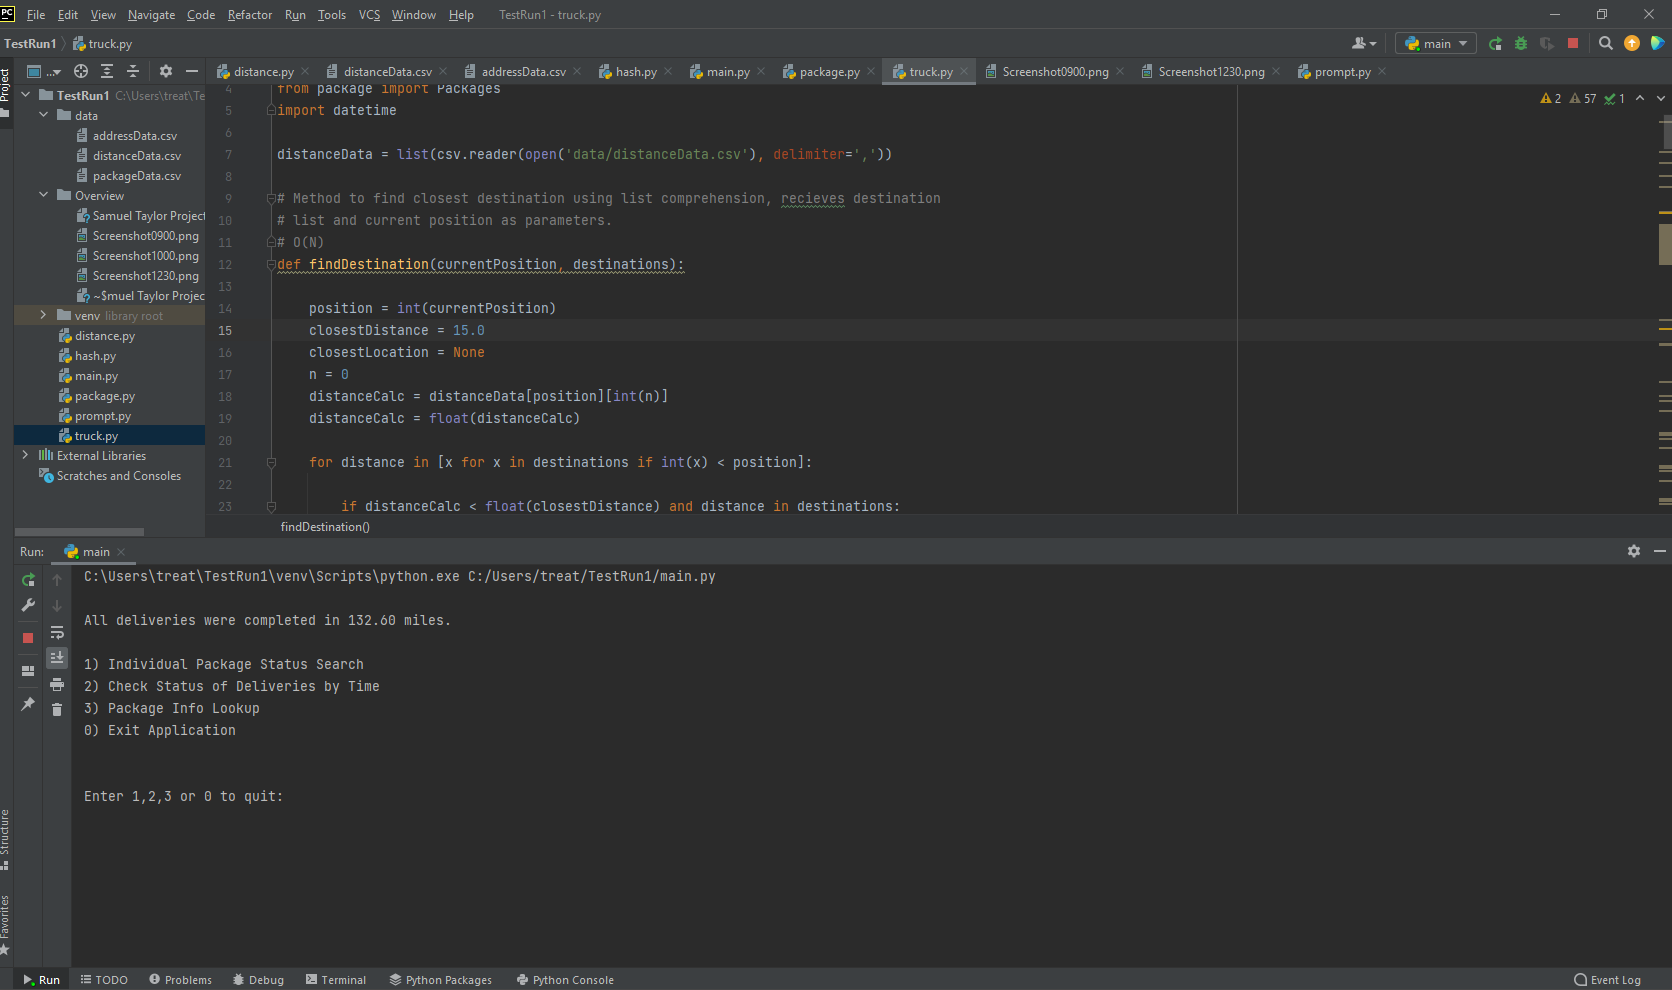 PC File Edit View Navigate Code Refactor Run Tools VCS Window Help TestRun1 - truck.py
TestRun1 truck.py main
Project
... distance.py distanceData.csv addressData.csv hash.py main.py package.py truck.py Screenshot0900.png Screenshot1230.png prompt.py
TestRun1 C:\Users\treat\Te
data
addressData.csv
distanceData.csv
packageData.csv
Overview
Samuel Taylor Project
Screenshot0900.png
Screenshot1000.png
Screenshot1230.png
~$muel Taylor Projec
venv library root
distance.py
hash.py
main.py
package.py
prompt.py
truck.py
External Libraries
Scratches and Consoles
2 57 1
4 from package import Packages
5 import datetime
6
7 distanceData = list(csv.reader(open('data/distanceData.csv'), delimiter=','))
8
9 # Method to find closest destination using list comprehension, recieves destination
10 # list and current position as parameters.
11 # O(N)
12 def findDestination(currentPosition, destinations):
13
14 position = int(currentPosition)
15 closestDistance = 15.0
16 closestLocation = None
17 n = 0
18 distanceCalc = distanceData[position][int(n)]
19 distanceCalc = float(distanceCalc)
20
21 for distance in [x for x in destinations if int(x) < position]:
22
23 if distanceCalc < float(closestDistance) and distance in destinations:
findDestination()
Run: main
C:\Users\treat\TestRun1\venv\Scripts\python.exe C:/Users/treat/TestRun1/main.py
All deliveries were completed in 132.60 miles.
1) Individual Package Status Search
2) Check Status of Deliveries by Time
3) Package Info Lookup
0) Exit Application
Enter 1,2,3 or 0 to quit:
Structure
Favorites
Run TODO Problems Debug Terminal Python Packages Python Console Event Log